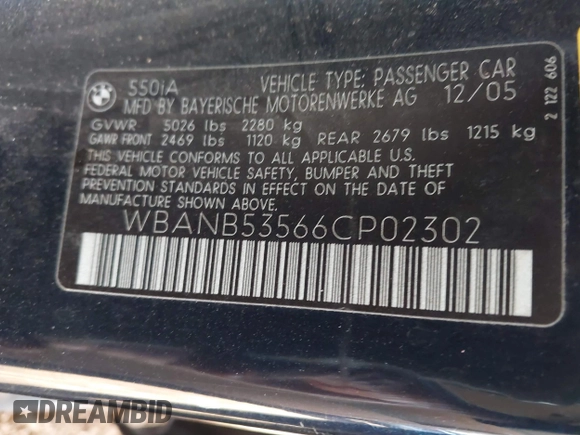 550iA VEHICLE TYPE: PASSENGER CAR
MFD BY BAYERISCHE MOTORENWERKE AG 12/05
GVWR 5026 lbs 2280 kg
GAWR FRONT 2469 lbs 1120 kg REAR 2679 lbs 1215 kg
THIS VEHICLE CONFORMS TO ALL APPLICABLE U.S.
FEDERAL MOTOR VEHICLE SAFETY, BUMPER AND THEFT
PREVENTION STANDARDS IN EFFECT ON THE DATE OF
MANUFACTURE SHOWN ABOVE.
WBANB53566CP02302
2 122 606
DREAMBID